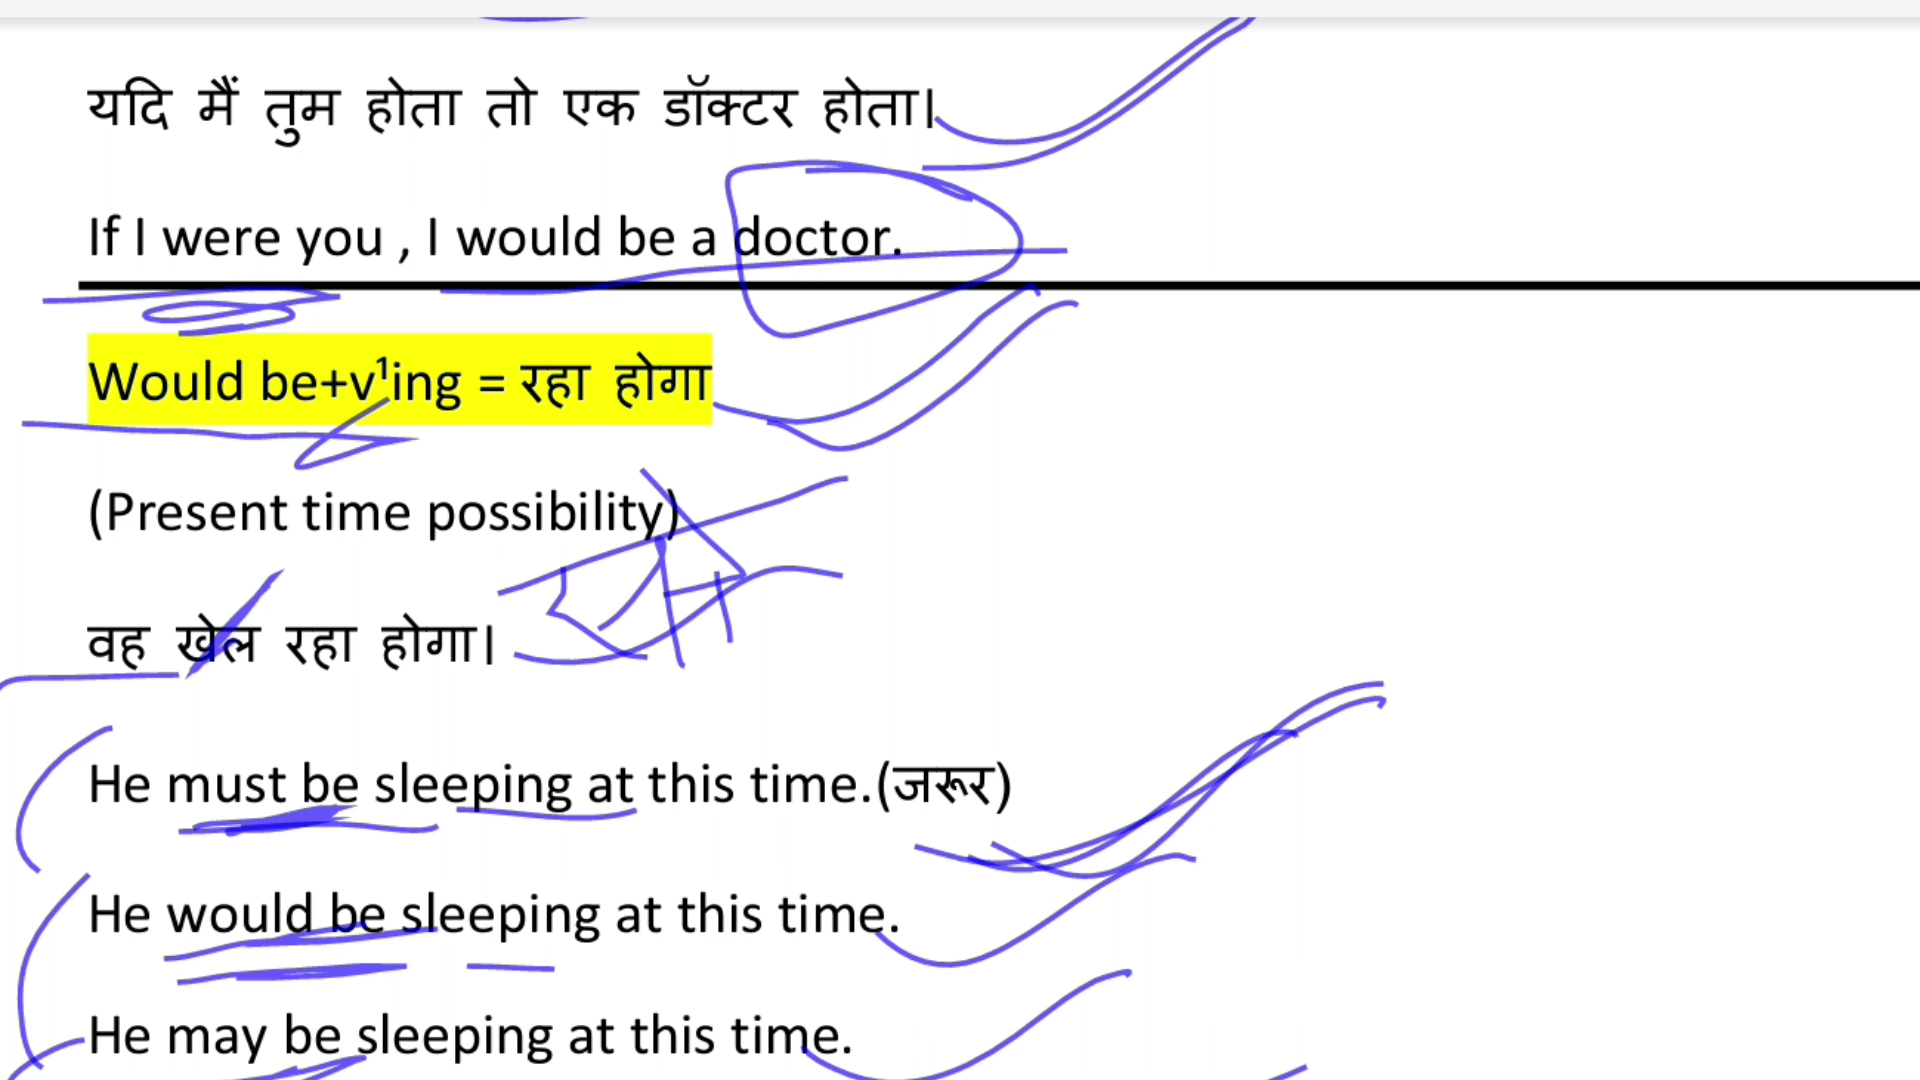 यदि मैं तुम होता तो एक डॉक्टर होता।
If I were you , I would be a doctor.
Would be+v¹ing = रहा होगा
(Present time possibility)
वह खेल रहा होगा।
He must be sleeping at this time.(जरूर)
He would be sleeping at this time.
He may be sleeping at this time.